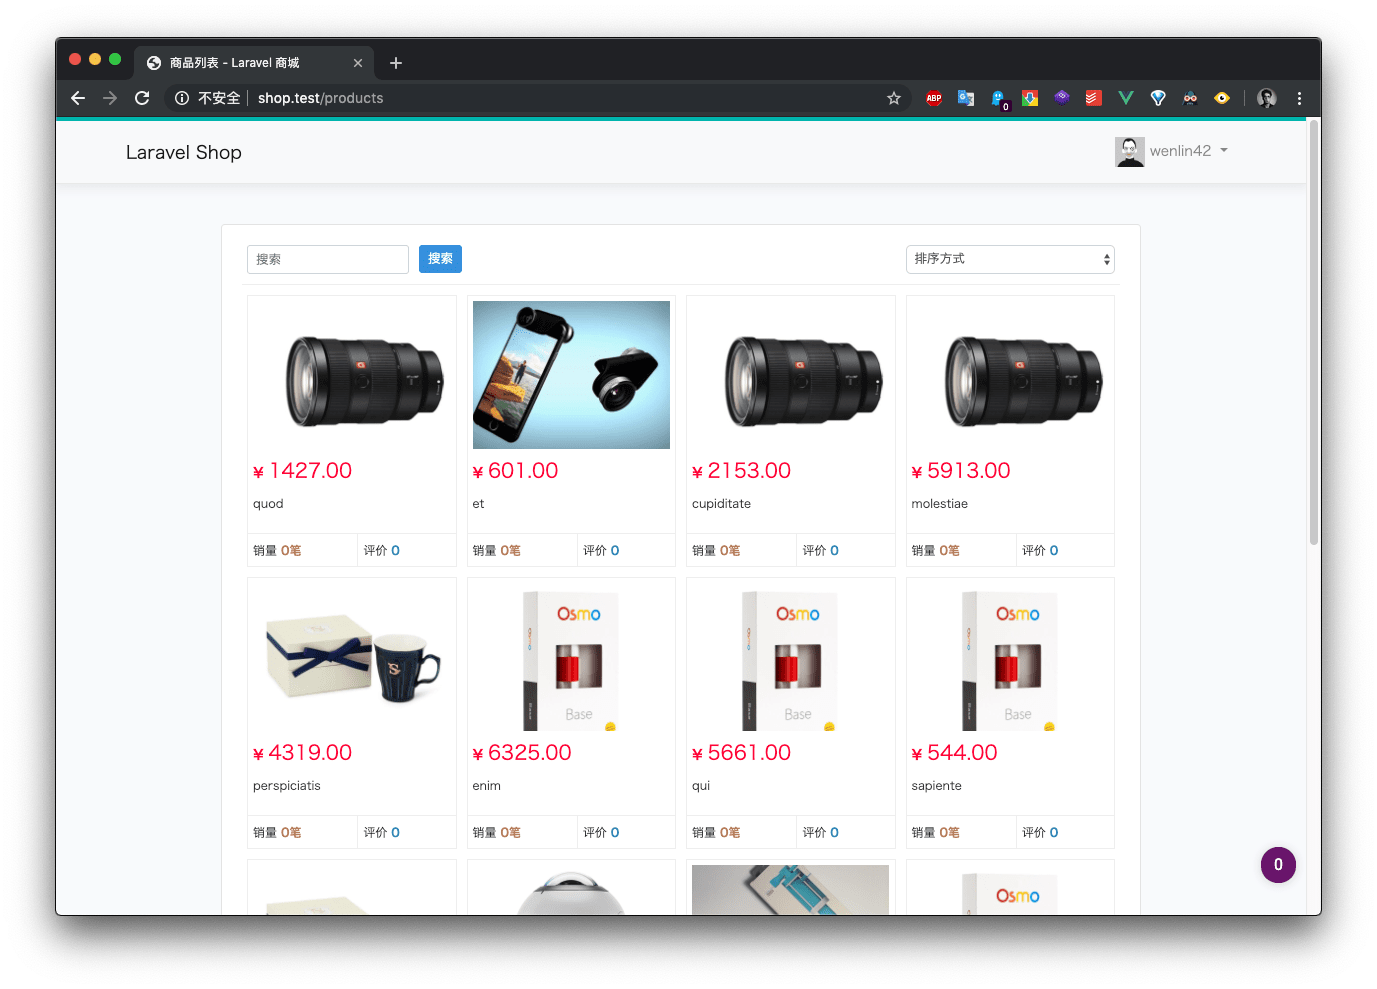 商品列表 - Laravel 商城
不安全 shop.test/products
ABP
0
Laravel Shop
wenlin42
搜索
搜索
排序方式
¥ 1427.00
quod
销量 0笔 评价 0
¥ 601.00
et
销量 0笔 评价 0
¥ 2153.00
cupiditate
销量 0笔 评价 0
¥ 5913.00
molestiae
销量 0笔 评价 0
¥ 4319.00
perspiciatis
销量 0笔 评价 0
Osmo
Base
¥ 6325.00
enim
销量 0笔 评价 0
Osmo
Base
¥ 5661.00
qui
销量 0笔 评价 0
Osmo
Base
¥ 544.00
sapiente
销量 0笔 评价 0
Osmo
0